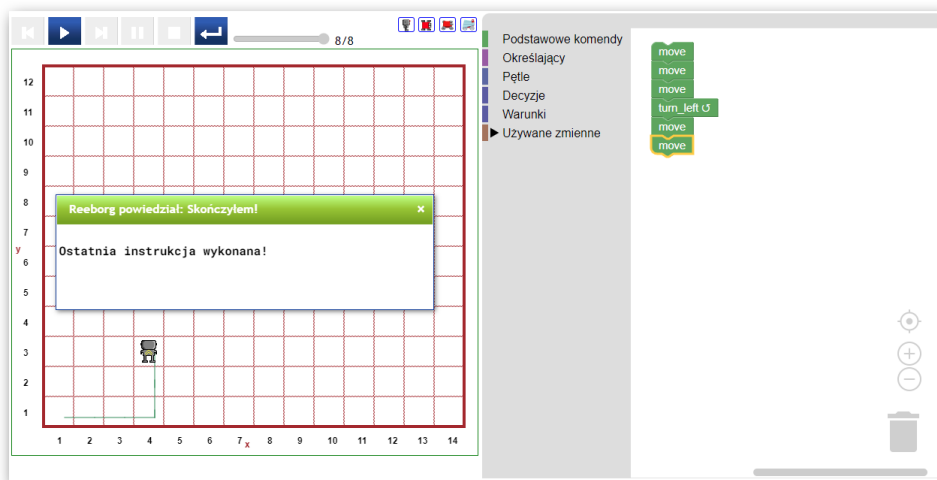 8/8
12
11
10
9
8
7
y
6
5
4
3
2
1
1 2 3 4 5 6 7 x 8 9 10 11 12 13 14
Reeborg powiedział: Skończyłem! ×
Ostatnia instrukcja wykonana!
Podstawowe komendy
Określający
Pętle
Decyzje
Warunki
Używane zmienne
move
move
move
turn_left ↺
move
move